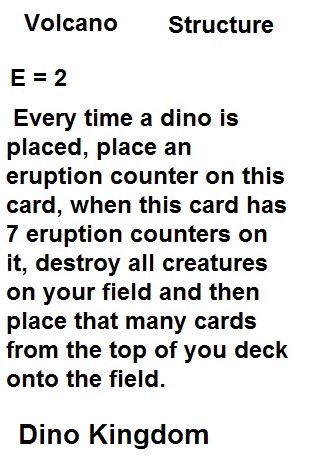 Volcano Structure
E = 2
Every time a dino is
placed, place an
eruption counter on this
card, when this card has
7 eruption counters on
it, destroy all creatures
on your field and then
place that many cards
from the top of you deck
onto the field.
Dino Kingdom